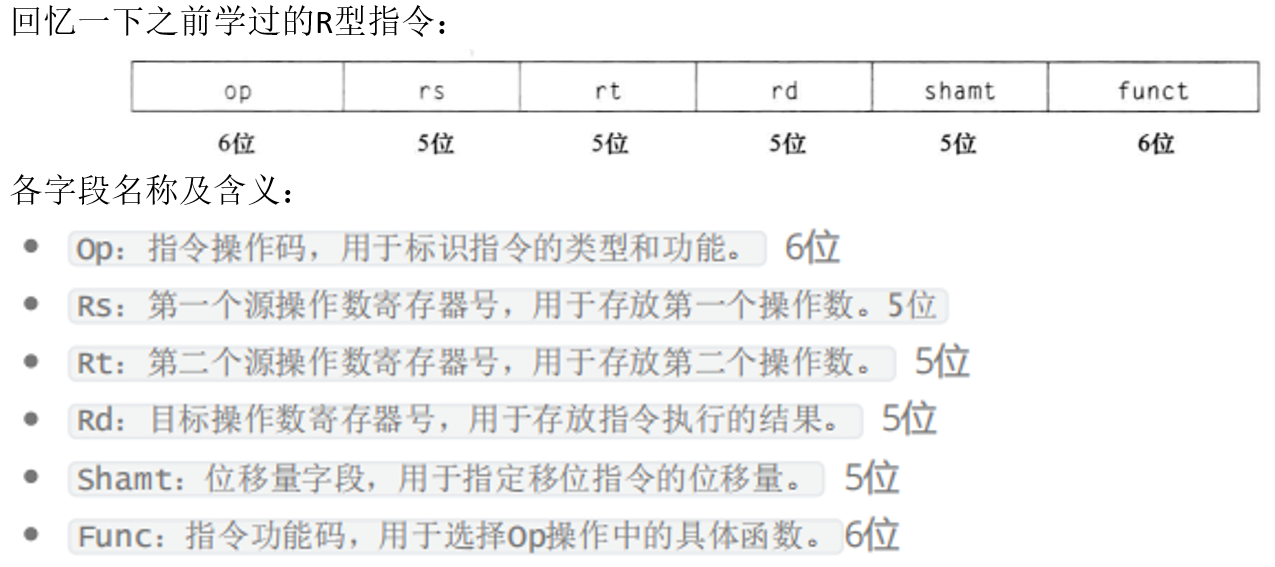 回忆一下之前学过的R型指令：
op rs rt rd shamt funct
6位 5位 5位 5位 5位 6位
各字段名称及含义：
• Op：指令操作码，用于标识指令的类型和功能。 6位
• Rs：第一个源操作数寄存器号，用于存放第一个操作数。5位
• Rt：第二个源操作数寄存器号，用于存放第二个操作数。 5位
• Rd：目标操作数寄存器号，用于存放指令执行的结果。 5位
• Shamt：位移量字段，用于指定移位指令的位移量。 5位
• Func：指令功能码，用于选择Op操作中的具体函数。 6位